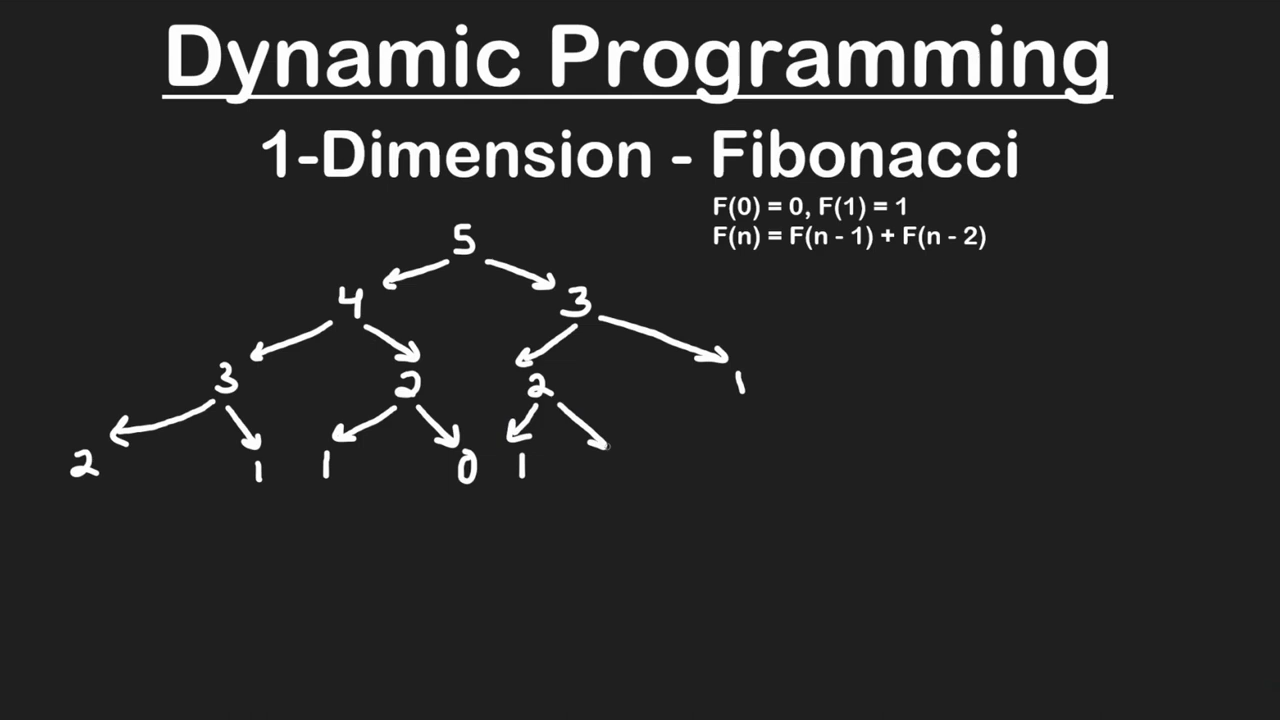 Dynamic Programming
1-Dimension - Fibonacci
F(0) = 0, F(1) = 1
F(n) = F(n - 1) + F(n - 2)
5
4 3
3 2 2 1
2 1 1 0 1